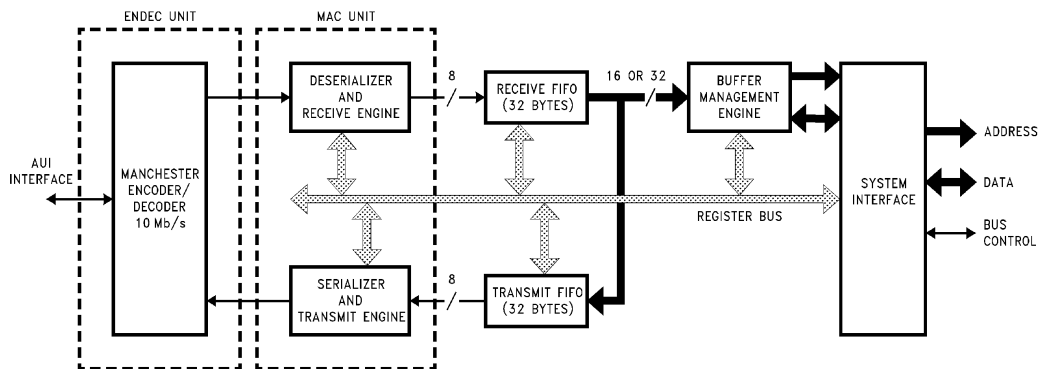 ENDEC UNIT
MAC UNIT
AUI
INTERFACE
MANCHESTER
ENCODER/
DECODER
10 Mb/s
DESERIALIZER
AND
RECEIVE ENGINE
8
RECEIVE FIFO
(32 BYTES)
16 OR 32
BUFFER
MANAGEMENT
ENGINE
SYSTEM
INTERFACE
ADDRESS
DATA
BUS
CONTROL
REGISTER BUS
SERIALIZER
AND
TRANSMIT ENGINE
8
TRANSMIT FIFO
(32 BYTES)